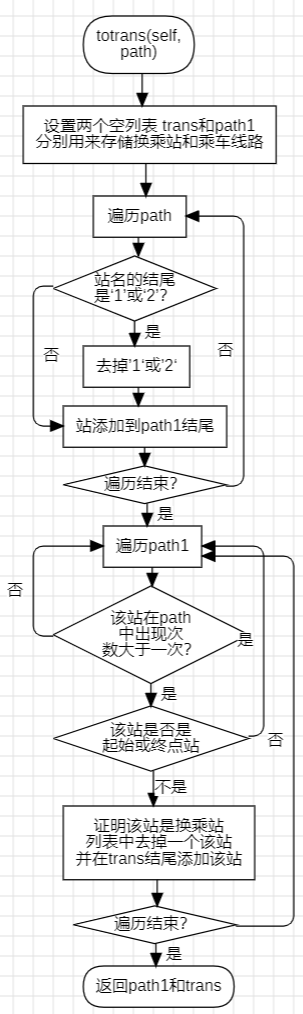 totrans(self,
path)
设置两个空列表 trans和path1
分别用来存储换乘站和乘车线路
遍历path
站名的结尾
是‘1’或‘2’？
是
否
否
去掉’1‘或’2‘
站添加到path1结尾
遍历结束？
是
遍历path1
否
该站在path
中出现次
数大于一次？
是
是
该站是否是
起始或终点站
否
不是
证明该站是换乘站
列表中去掉一个该站
并在trans结尾添加该站
遍历结束？
是
返回path1和trans